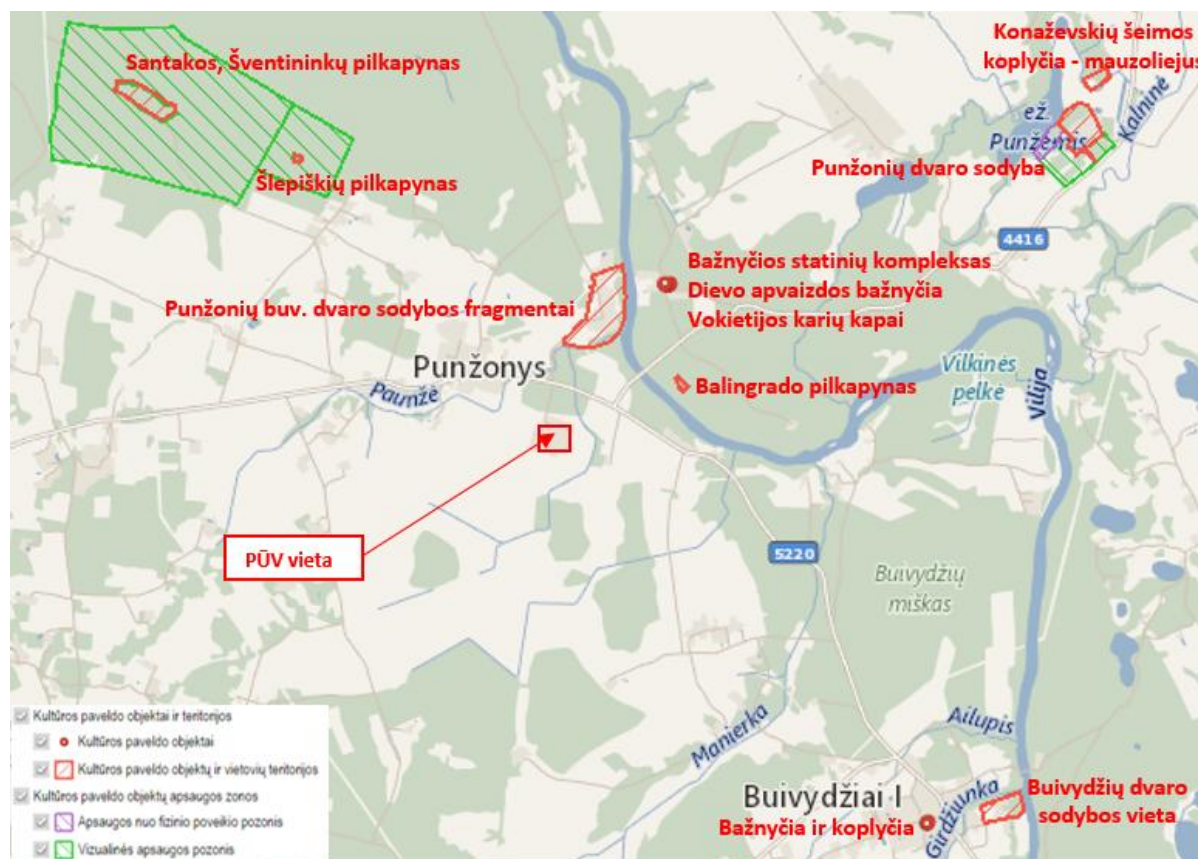 Konaževskių šeimos
koplyčia - mauzoliejus
Santakos, Šventininkų pilkapynas
ež.
Punžemis
Kalninė
Šlepiškių pilkapynas
Punžonių dvaro sodyba
4416
Bažnyčios statinių kompleksas
Dievo apvaizdos bažnyčia
Vokietijos karių kapai
Punžonių buv. dvaro sodybos fragmentai
Punžonys
Paunžė
Balingrado pilkapynas
Vilkinės
pelkė
Vilija
PŪV vieta
5220
Buivydžių
miškas
Manierka
Ailupis
Buivydžiai I
Bažnyčia ir koplyčia
Girdžiunka
Buivydžių dvaro
sodybos vieta
Kultūros paveldo objektai ir teritorijos
Kultūros paveldo objektai
Kultūros paveldo objektų ir vietovių teritorijos
Kultūros paveldo objektų apsaugos zonos
Apsaugos nuo fizinio poveikio pozonis
Vizualinės apsaugos pozonis